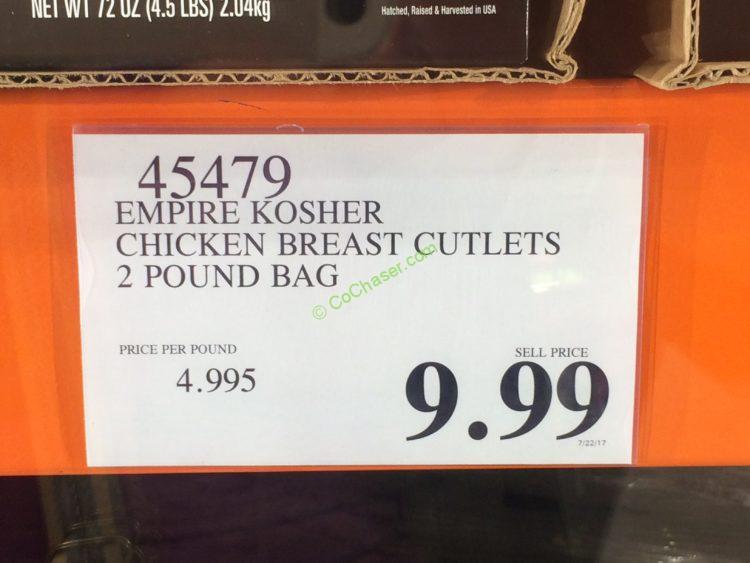 NET WT 72 OZ (4.5 LBS) 2.04kg
Hatched, Raised & Harvested in USA
45479
EMPIRE KOSHER
CHICKEN BREAST CUTLETS
2 POUND BAG
© CoChaser.com
PRICE PER POUND
4.995
SELL PRICE
9.99
7/22/17